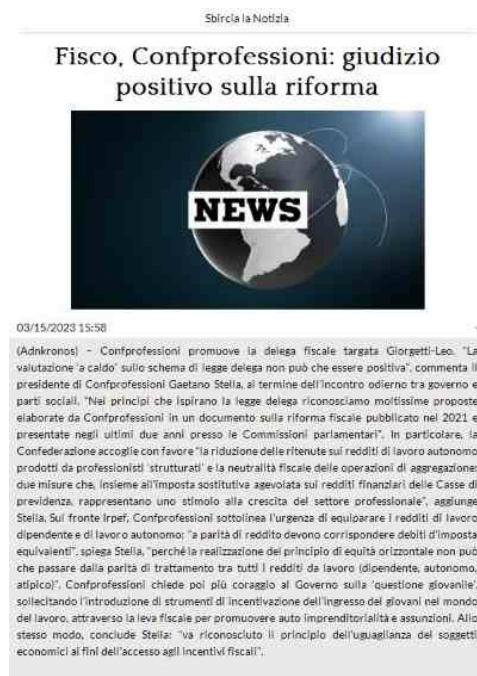 Sbircia la Notizia
Fisco, Confprofessioni: giudizio
positivo sulla riforma
NEWS
03/15/2023 15:58
(Adnkronos) – Confprofessioni promuove la delega fiscale targata Giorgetti-Leo. "La
valutazione 'a caldo' sullo schema di legge delega non può che essere positiva", commenta il
presidente di Confprofessioni Gaetano Stella, al termine dell'incontro odierno tra governo e
parti sociali. "Nei principi che ispirano la legge delega riconosciamo moltissime proposte
elaborate da Confprofessioni in un documento sulla riforma fiscale pubblicato nel 2021 e
presentate negli ultimi due anni presso le Commissioni parlamentari". In particolare, la
Confederazione accoglie con favore "la riduzione delle ritenute sui redditi di lavoro autonomo
prodotti da professionisti 'strutturati' e la neutralità fiscale delle operazioni di aggregazione:
due misure che, insieme all'imposta sostitutiva agevolata sui redditi finanziari delle Casse di
previdenza, rappresentano uno stimolo alla crescita del settore professionale", aggiunge
Stella. Sul fronte Irpef, Confprofessioni sottolinea l'urgenza di equiparare i redditi di lavoro
dipendente e di lavoro autonomo: "a parità di reddito devono corrispondere debiti d'imposta
equivalenti", spiega Stella, "perché la realizzazione del principio di equità orizzontale non può
che passare dalla parità di trattamento tra tutti i redditi da lavoro (dipendente, autonomo,
atipico)". Confprofessioni chiede poi più coraggio al Governo sulla 'questione giovanile',
sollecitando l'introduzione di strumenti di incentivazione dell'ingresso dei giovani nel mondo
del lavoro, attraverso la leva fiscale per promuovere auto imprenditorialità e assunzioni. Allo
stesso modo, conclude Stella: "va riconosciuto il principio dell'uguaglianza dei soggetti
economici ai fini dell'accesso agli incentivi fiscali".